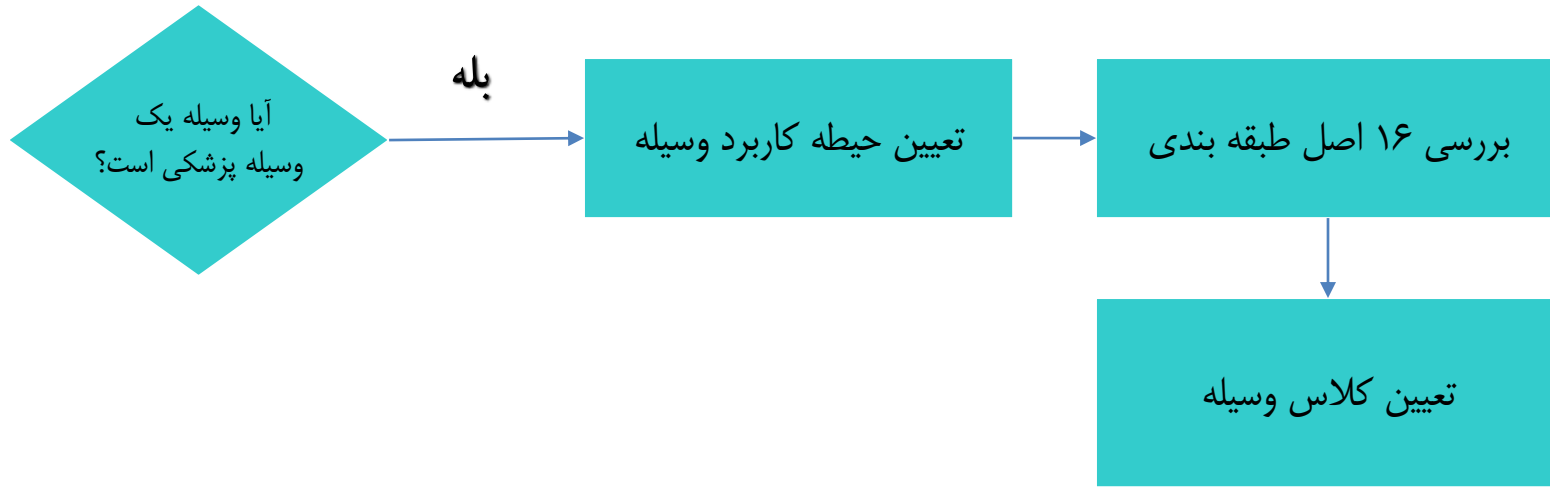 آیا وسیله یک
وسیله پزشکی است؟
بله
تعیین حیطه کاربرد وسیله
بررسی ۱۶ اصل طبقه بندی
تعیین کلاس وسیله